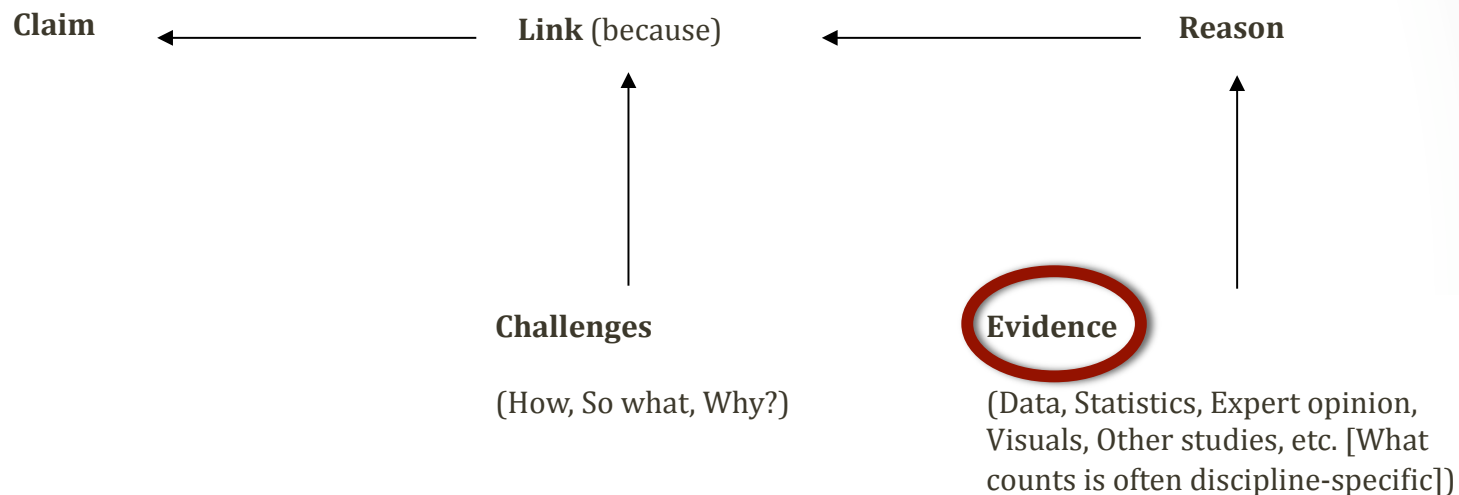 Claim
Link (because)
Reason
Challenges
Evidence
(How, So what, Why?)
(Data, Statistics, Expert opinion,
Visuals, Other studies, etc. [What
counts is often discipline-specific])